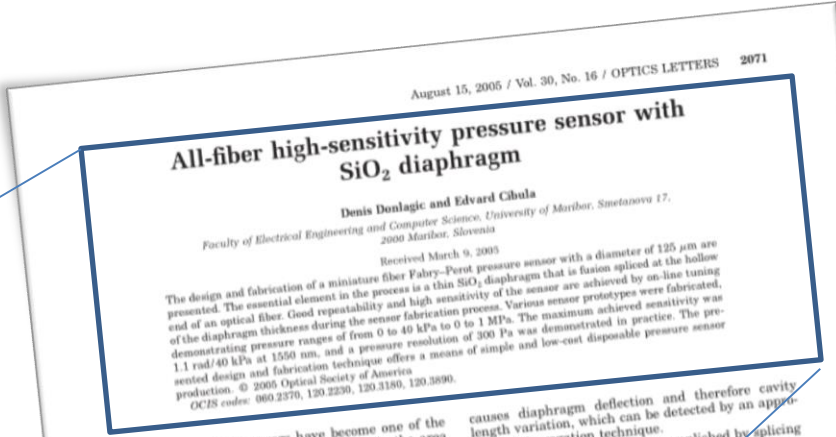 August 15, 2005 / Vol. 30, No. 16 / OPTICS LETTERS 2071
All-fiber high-sensitivity pressure sensor with
SiO₂ diaphragm
Denis Donlagic and Edvard Cibula
Faculty of Electrical Engineering and Computer Science, University of Maribor, Smetanova 17,
2000 Maribor, Slovenia
Received March 9, 2005
The design and fabrication of a miniature fiber Fabry–Perot pressure sensor with a diameter of 125 μm are
presented. The essential element in the process is a thin SiO₂ diaphragm that is fusion spliced at the hollow
end of an optical fiber. Good repeatability and high sensitivity of the sensor are achieved by on-line tuning
of the diaphragm thickness during the sensor fabrication process. Various sensor prototypes were fabricated,
demonstrating pressure ranges of from 0 to 40 kPa to 0 to 1 MPa. The maximum achieved sensitivity was
1.1 rad/40 kPa at 1550 nm, and a pressure resolution of 300 Pa was demonstrated in practice. The pre-
sented design and fabrication technique offers a means of simple and low-cost disposable pressure sensor
production. © 2005 Optical Society of America
OCIS codes: 060.2370, 120.2230, 120.3180, 120.3890.
have become one of the
causes diaphragm deflection and therefore cavity
length variation, which can be detected by an appro-
technique.
by splicing